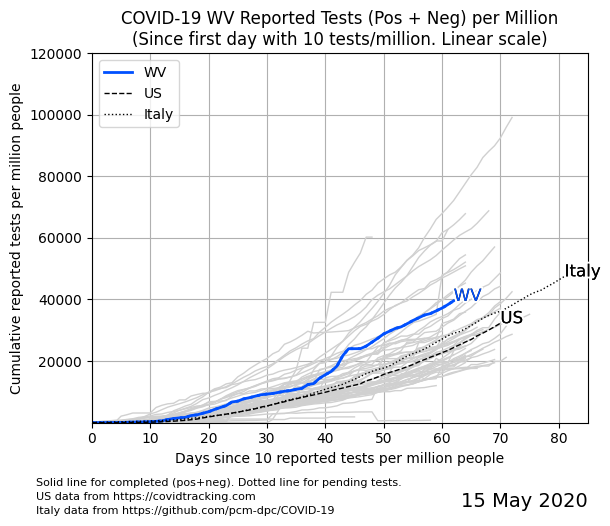 COVID-19 WV Reported Tests (Pos + Neg) per Million
(Since first day with 10 tests/million. Linear scale)
Cumulative reported tests per million people
120000
100000
80000
60000
40000
20000
WV
US
Italy
Italy
WV
US
0 10 20 30 40 50 60 70 80
Days since 10 reported tests per million people
Solid line for completed (pos+neg). Dotted line for pending tests.
US data from https://covidtracking.com
Italy data from https://github.com/pcm-dpc/COVID-19
15 May 2020